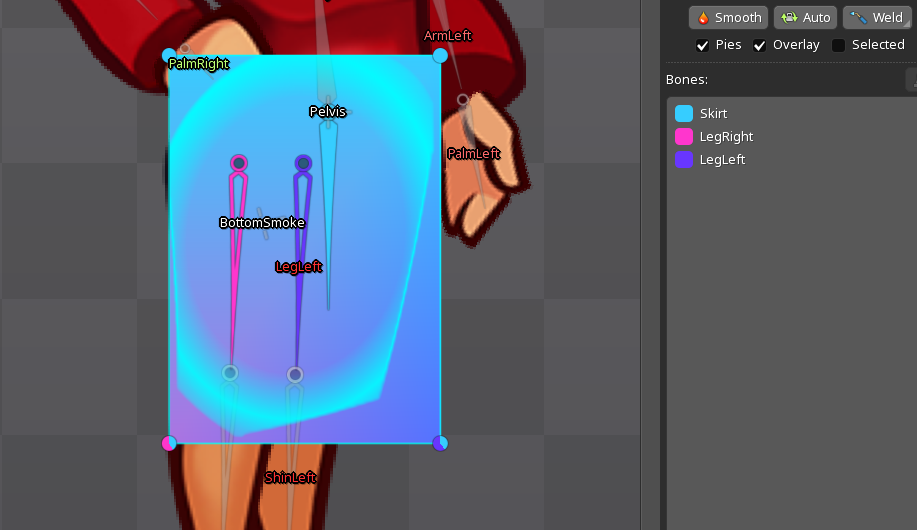 Smooth
Auto
Weld
ArmLeft
Pies
Overlay
Selected
PalmRight
Bones:
Pelvis
Skirt
LegRight
PalmLeft
LegLeft
BottomSmoke
LegLeft
ShinLeft